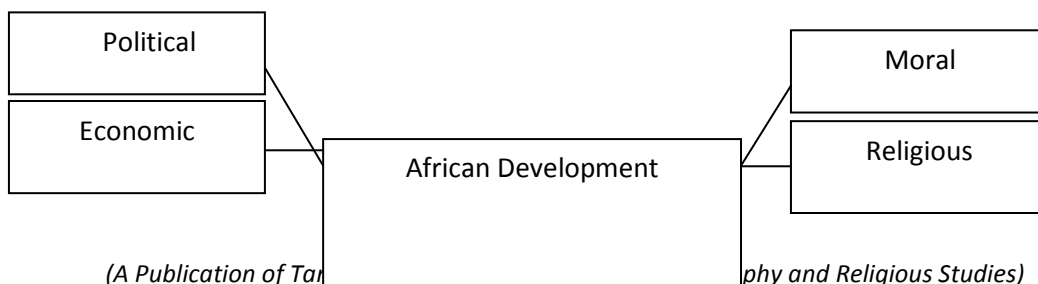 Political
Moral
Economic
Religious
African Development
(A Publication of Tar
phy and Religious Studies)